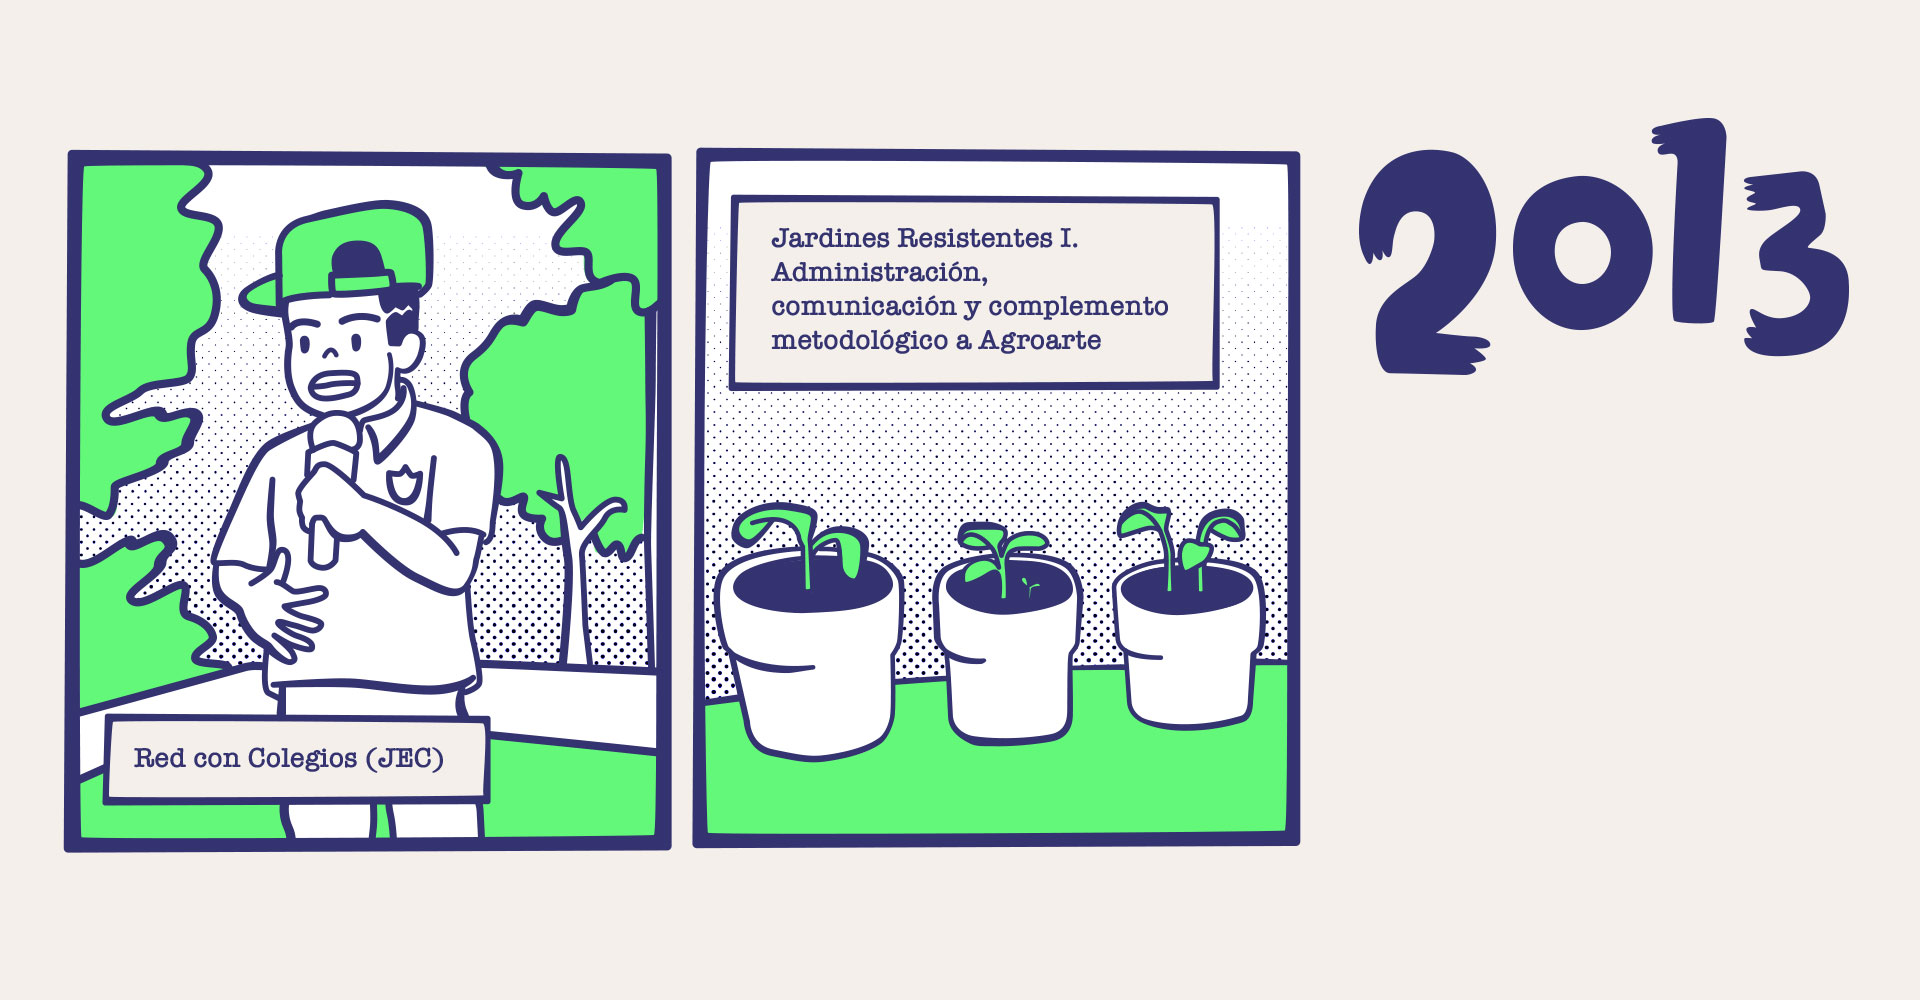 Red con Colegios (JEC)
Jardines Resistentes I.
Administración,
comunicación y complemento
metodológico a Agroarte
2013